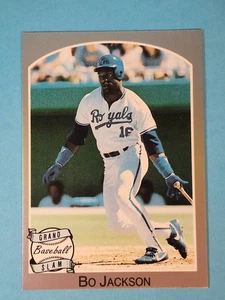 Royals
16
GRAND
Baseball
SLAM
BO JACKSON